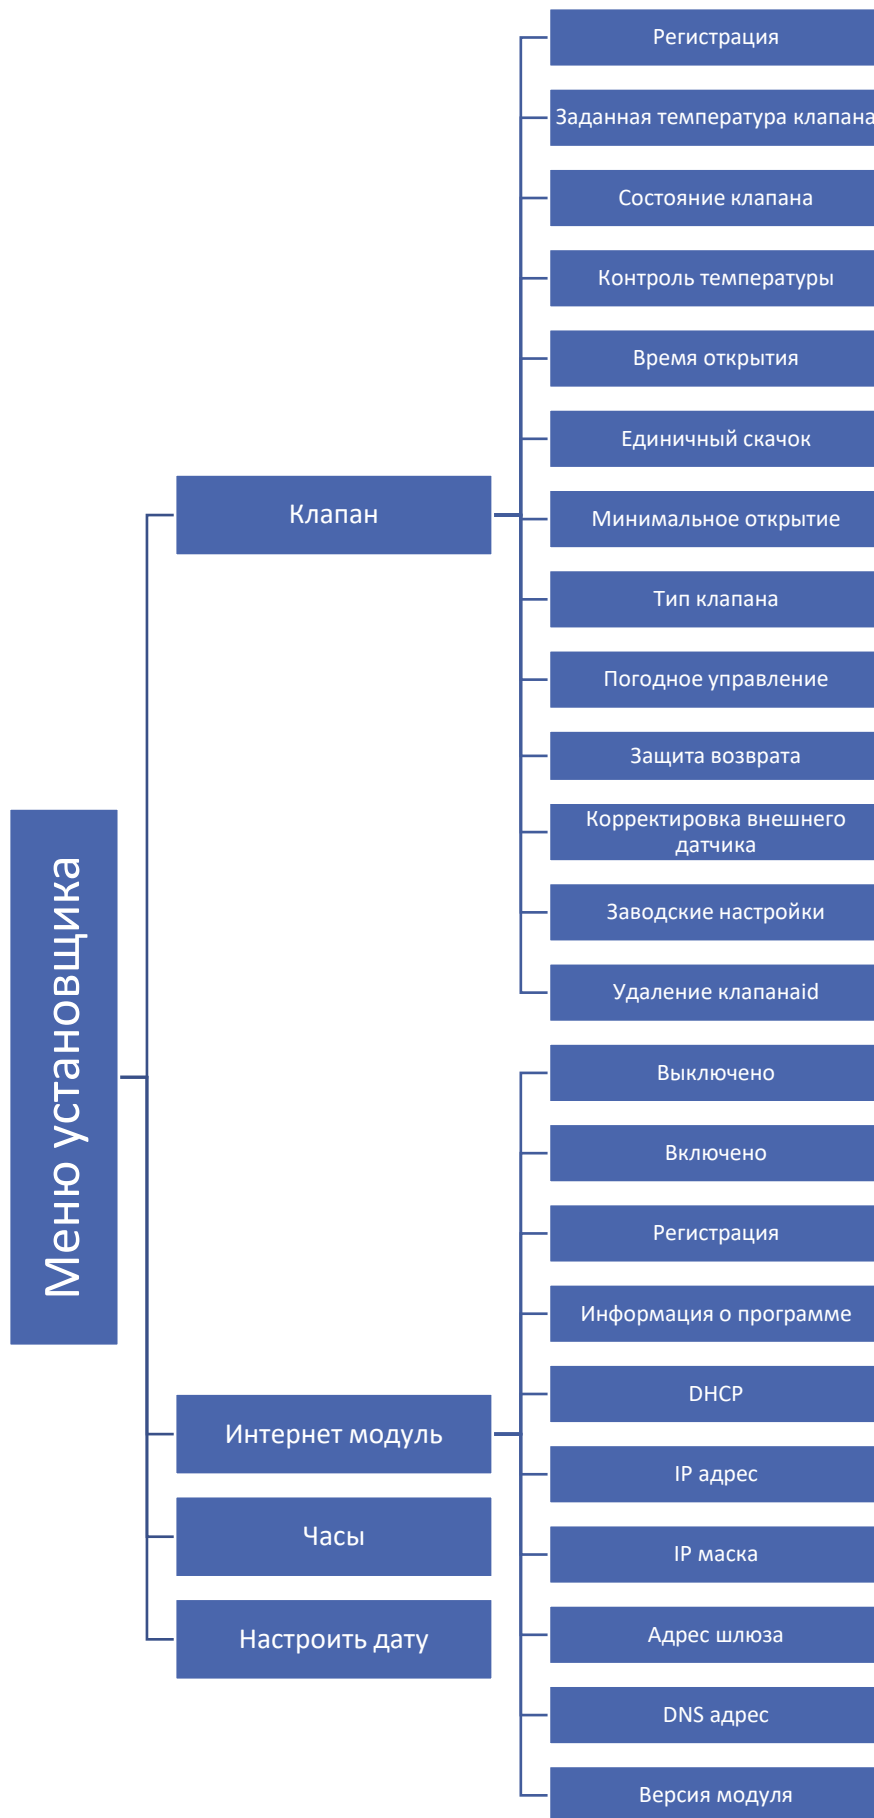 Меню установщика
Клапан
Регистрация
Заданная температура клапана
Состояние клапана
Контроль температуры
Время открытия
Единичный скачок
Минимальное открытие
Тип клапана
Погодное управление
Защита возврата
Корректировка внешнего
датчика
Заводские настройки
Удаление клапанаid
Интернет модуль
Выключено
Включено
Регистрация
Информация о программе
DHCP
IP адрес
IP маска
Адрес шлюза
DNS адрес
Версия модуля
Часы
Настроить дату